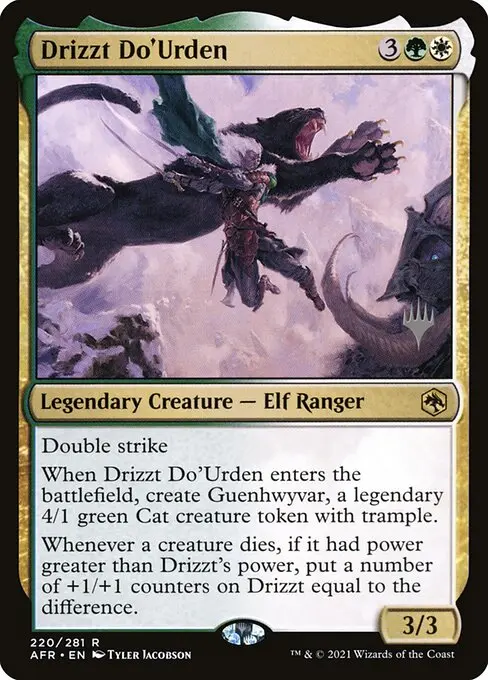 Drizzt Do'Urden 3
Legendary Creature — Elf Ranger
Double strike
When Drizzt Do'Urden enters the
battlefield, create Guenhwyvar, a legendary
4/1 green Cat creature token with trample.
Whenever a creature dies, if it had power
greater than Drizzt's power, put a number
of +1/+1 counters on Drizzt equal to the
difference.
3/3
220/281 R
AFR • EN Tyler Jacobson
™ & © 2021 Wizards of the Coast